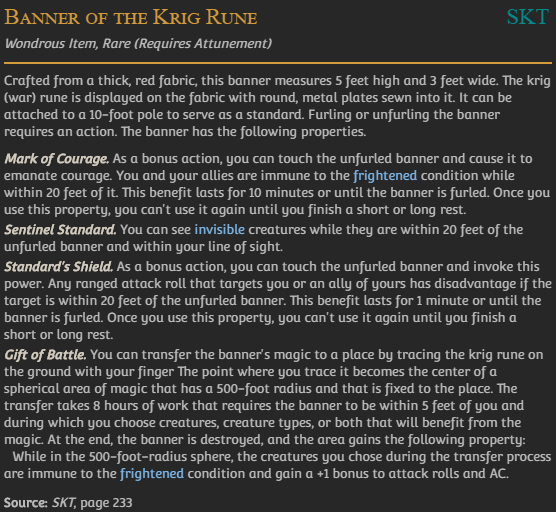 Banner of the Krig Rune SKT
Wondrous Item, Rare (Requires Attunement)
Crafted from a thick, red fabric, this banner measures 5 feet high and 3 feet wide. The krig
(war) rune is displayed on the fabric with round, metal plates sewn into it. It can be
attached to a 10-foot pole to serve as a standard. Furling or unfurling the banner
requires an action. The banner has the following properties.
Mark of Courage. As a bonus action, you can touch the unfurled banner and cause it to
emanate courage. You and your allies are immune to the frightened condition while
within 20 feet of it. This benefit lasts for 10 minutes or until the banner is furled. Once you
use this property, you can't use it again until you finish a short or long rest.
Sentinel Standard. You can see invisible creatures while they are within 20 feet of the
unfurled banner and within your line of sight.
Standard's Shield. As a bonus action, you can touch the unfurled banner and invoke this
power. Any ranged attack roll that targets you or an ally of yours has disadvantage if the
target is within 20 feet of the unfurled banner. This benefit lasts for 1 minute or until the
banner is furled. Once you use this property, you can't use it again until you finish a
short or long rest.
Gift of Battle. You can transfer the banner's magic to a place by tracing the krig rune on
the ground with your finger The point where you trace it becomes the center of a
spherical area of magic that has a 500-foot radius and that is fixed to the place. The
transfer takes 8 hours of work that requires the banner to be within 5 feet of you and
during which you choose creatures, creature types, or both that will benefit from the
magic. At the end, the banner is destroyed, and the area gains the following property:
While in the 500-foot-radius sphere, the creatures you chose during the transfer process
are immune to the frightened condition and gain a +1 bonus to attack rolls and AC.
Source: SKT, page 233